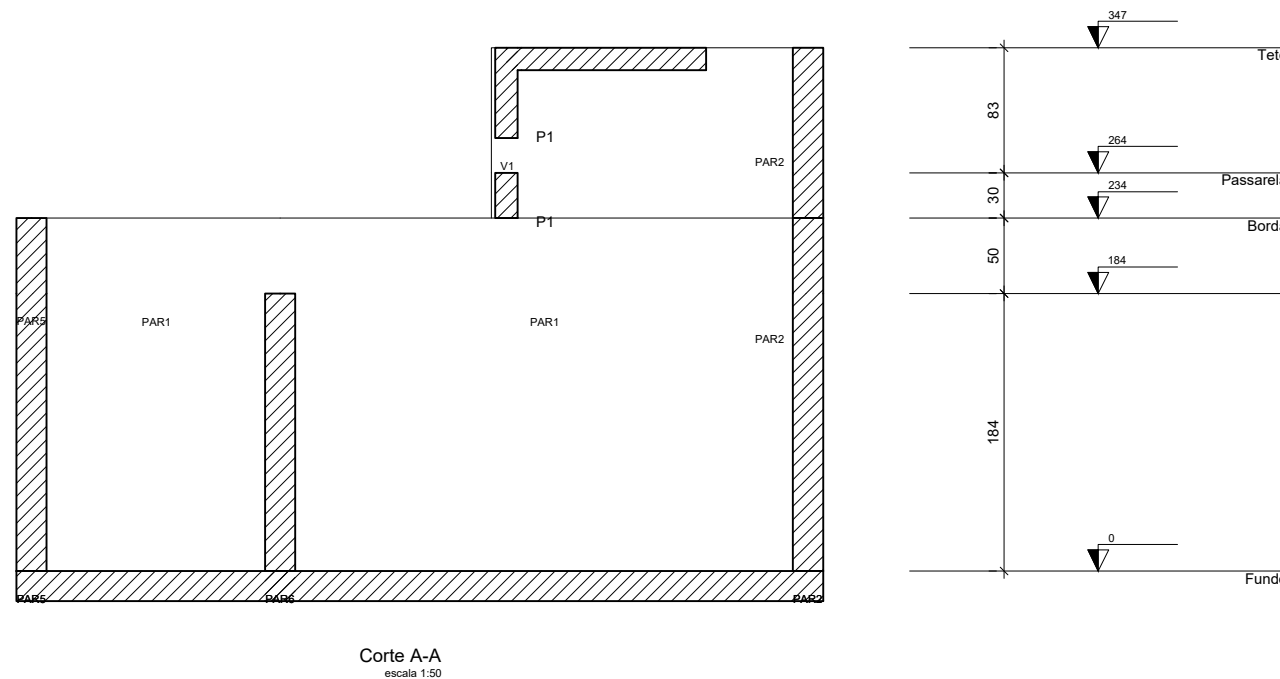 347
Teto
83
P1
264
PAR2
V1
Passarela
30
234
P1
Borda
50
184
PAR5
PAR1
PAR1
PAR2
184
0
Fundo
PAR5
PAR6
PAR2
Corte A-A
escala 1:50